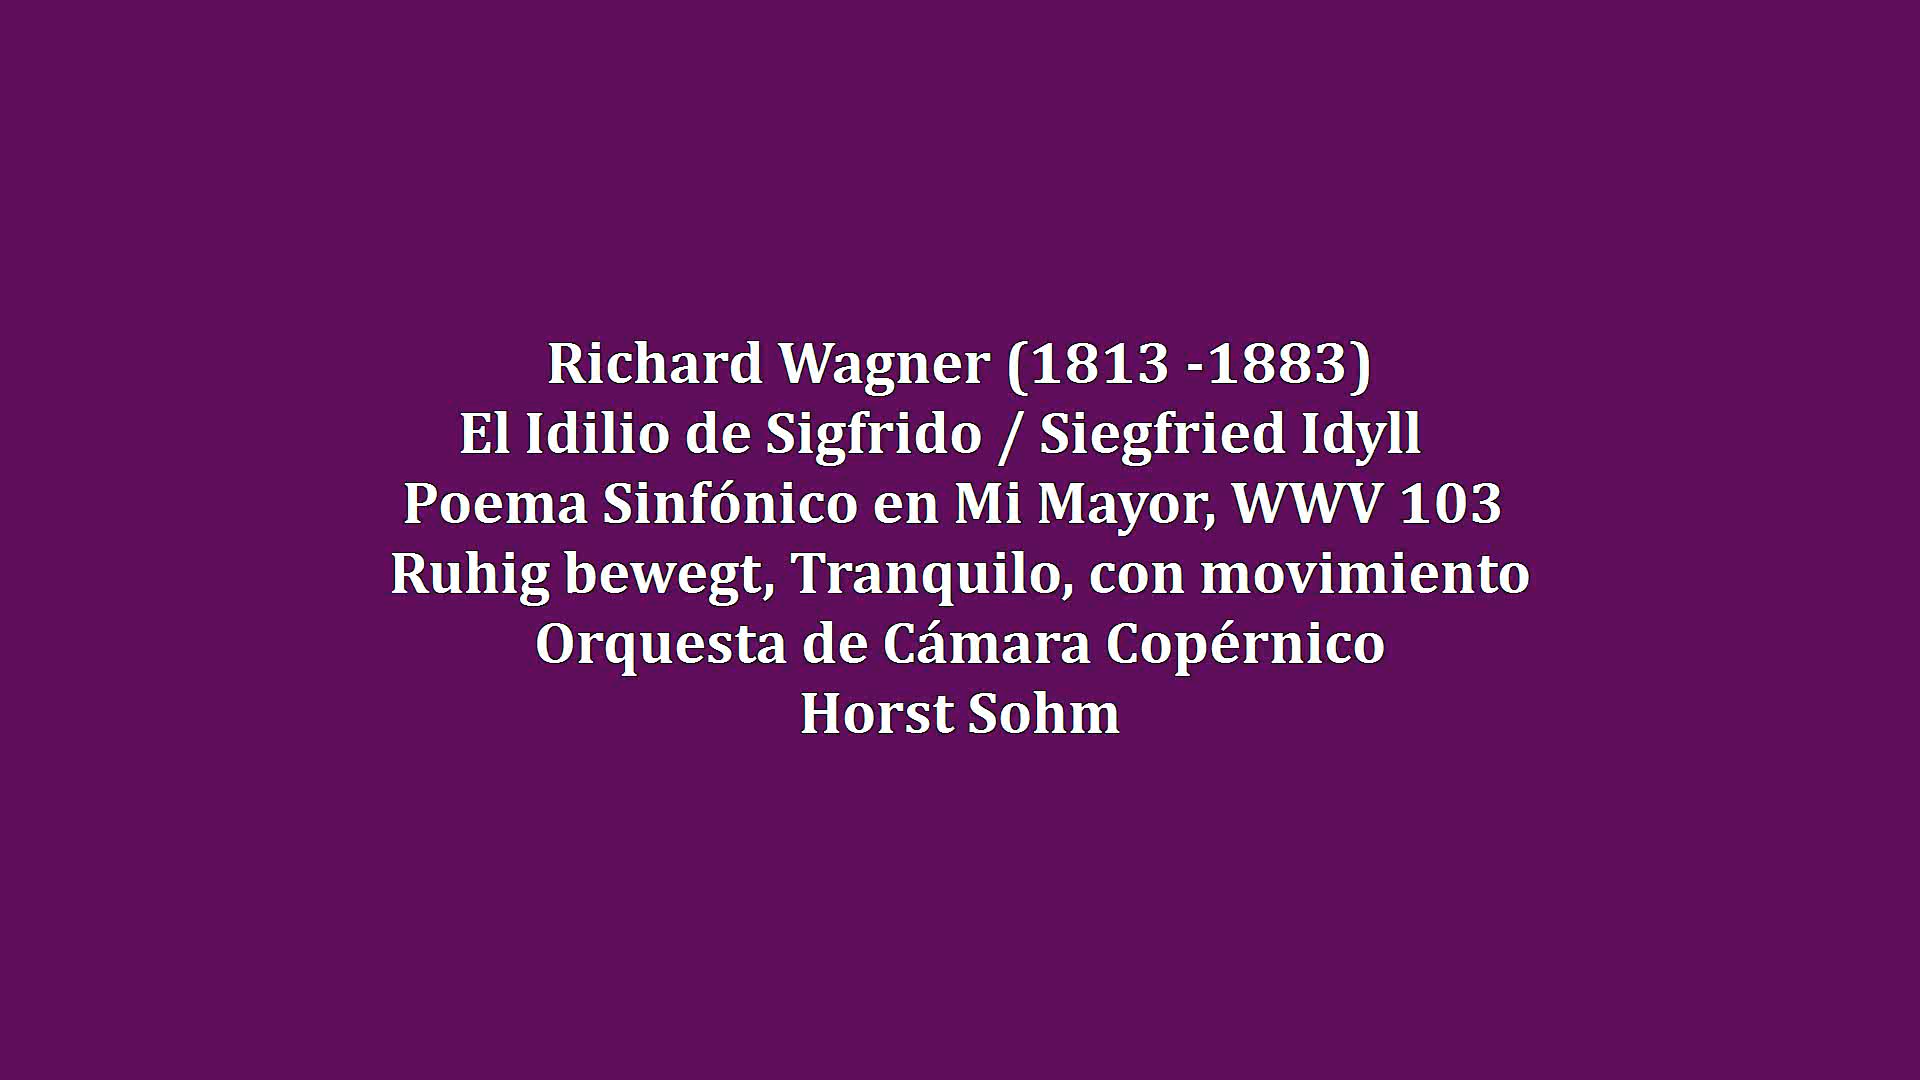 Richard Wagner (1813 -1883)
El Idilio de Sigfrido / Siegfried Idyll
Poema Sinfónico en Mi Mayor, WWV 103
Ruhig bewegt, Tranquilo, con movimiento
Orquesta de Cámara Copérnico
Horst Sohm